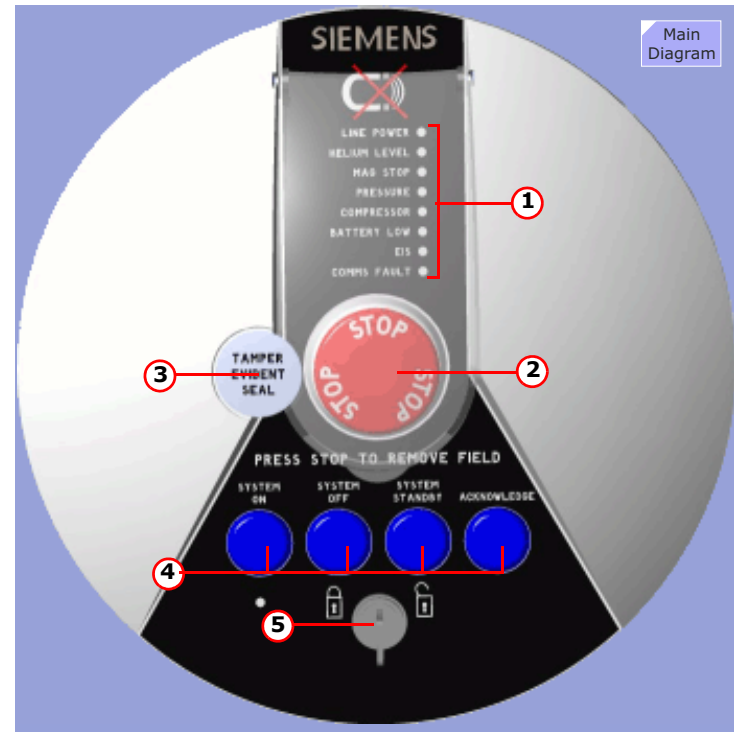 SIEMENS
Main
Diagram
LINE POWER
HELIUM LEVEL
MAG STOP
PRESSURE
COMPRESSOR
BATTERY LOW
EIS
COMMS FAULT
1
STOP
STOP
STOP
2
TAMPER
EVIDENT
SEAL
3
PRESS STOP TO REMOVE FIELD
SYSTEM
ON
SYSTEM
OFF
SYSTEM
STANDBY
ACKNOWLEDGE
4
5